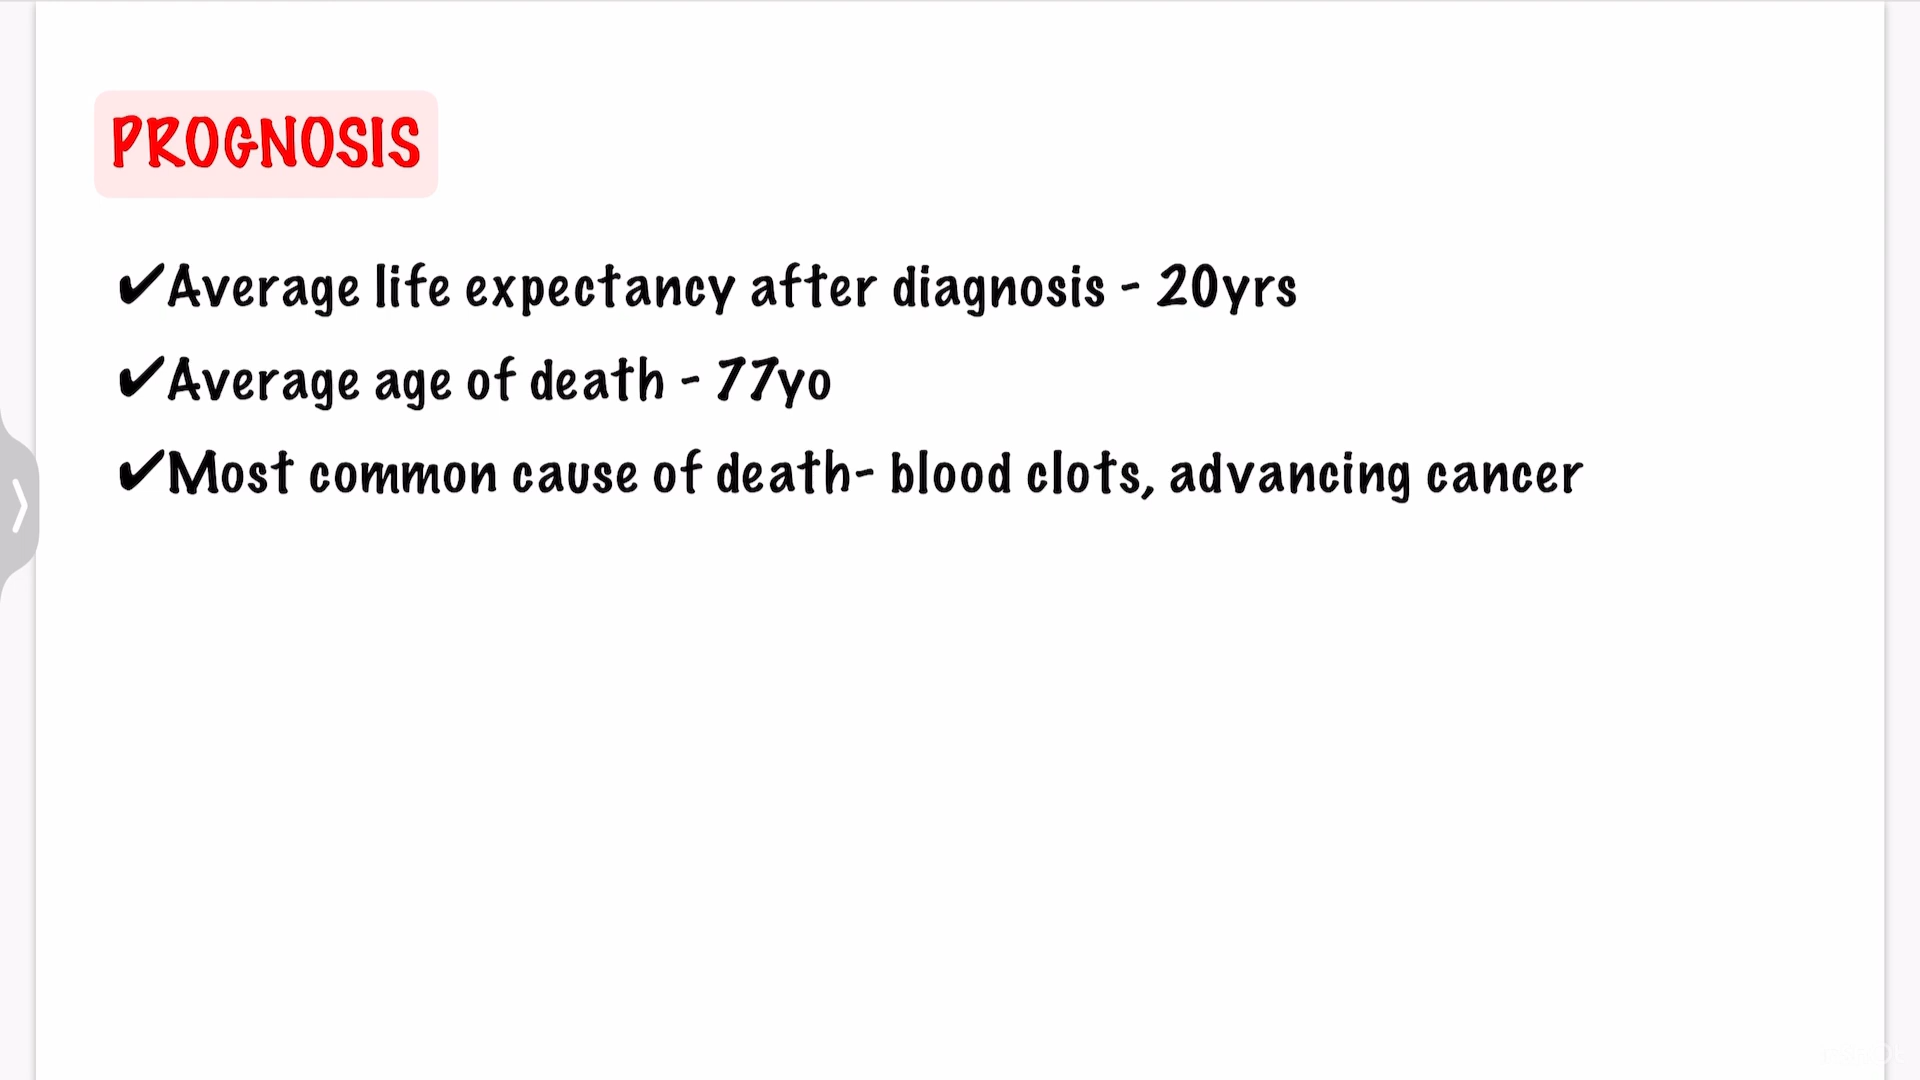 PROGNOSIS
✔Average life expectancy after diagnosis - 20yrs
✔Average age of death - 77yo
✔Most common cause of death- blood clots, advancing cancer